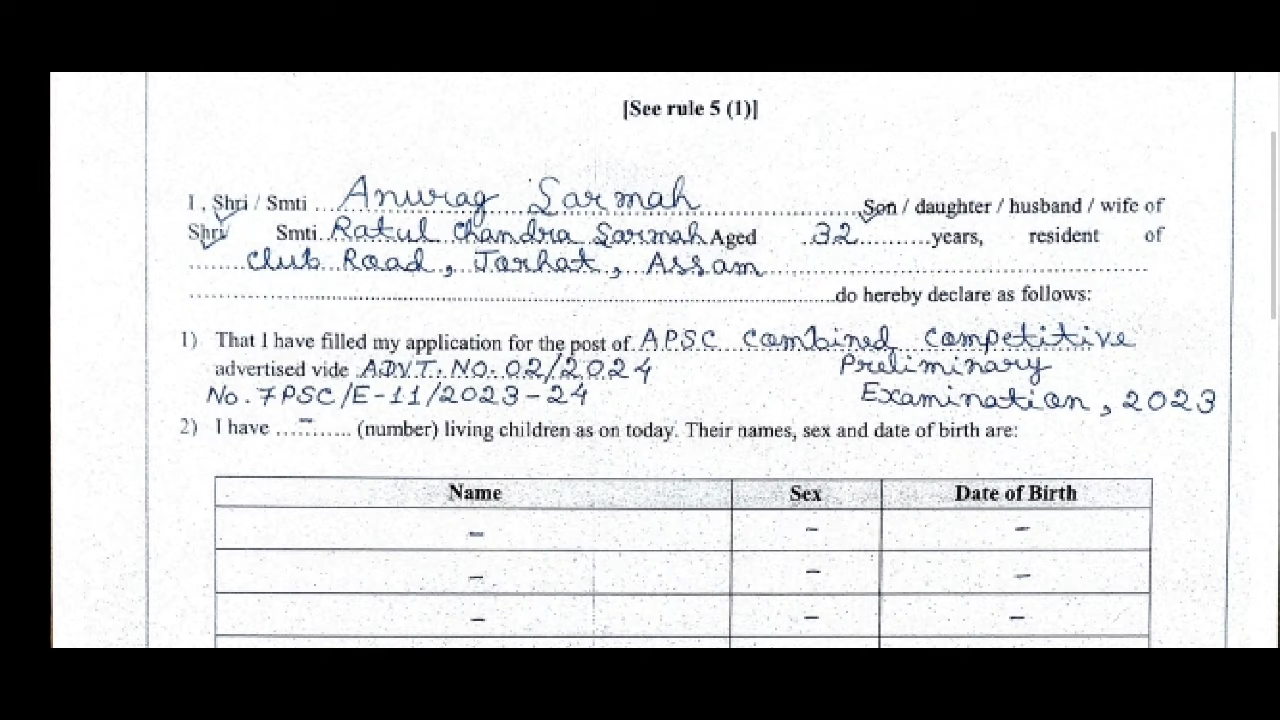 [See rule 5 (1)]
I, Shri / Smti ... Anurag Sarmah ... Son / daughter / husband / wife of
Shri Smti.. Ratul Chandra Sarmah Aged ..32..........years, resident of
........ Club Road, Jorhat, Assam ........
........do hereby declare as follows:
1) That I have filled my application for the post of APSC Combined Competitive
advertised vide ADVT. NO. 02/2024 Preliminary
No. 7PSC/E-11/2023-24 Examination, 2023
2) I have ....-....... (number) living children as on today. Their names, sex and date of birth are:
Name Sex Date of Birth
- - -
- - -
- - -